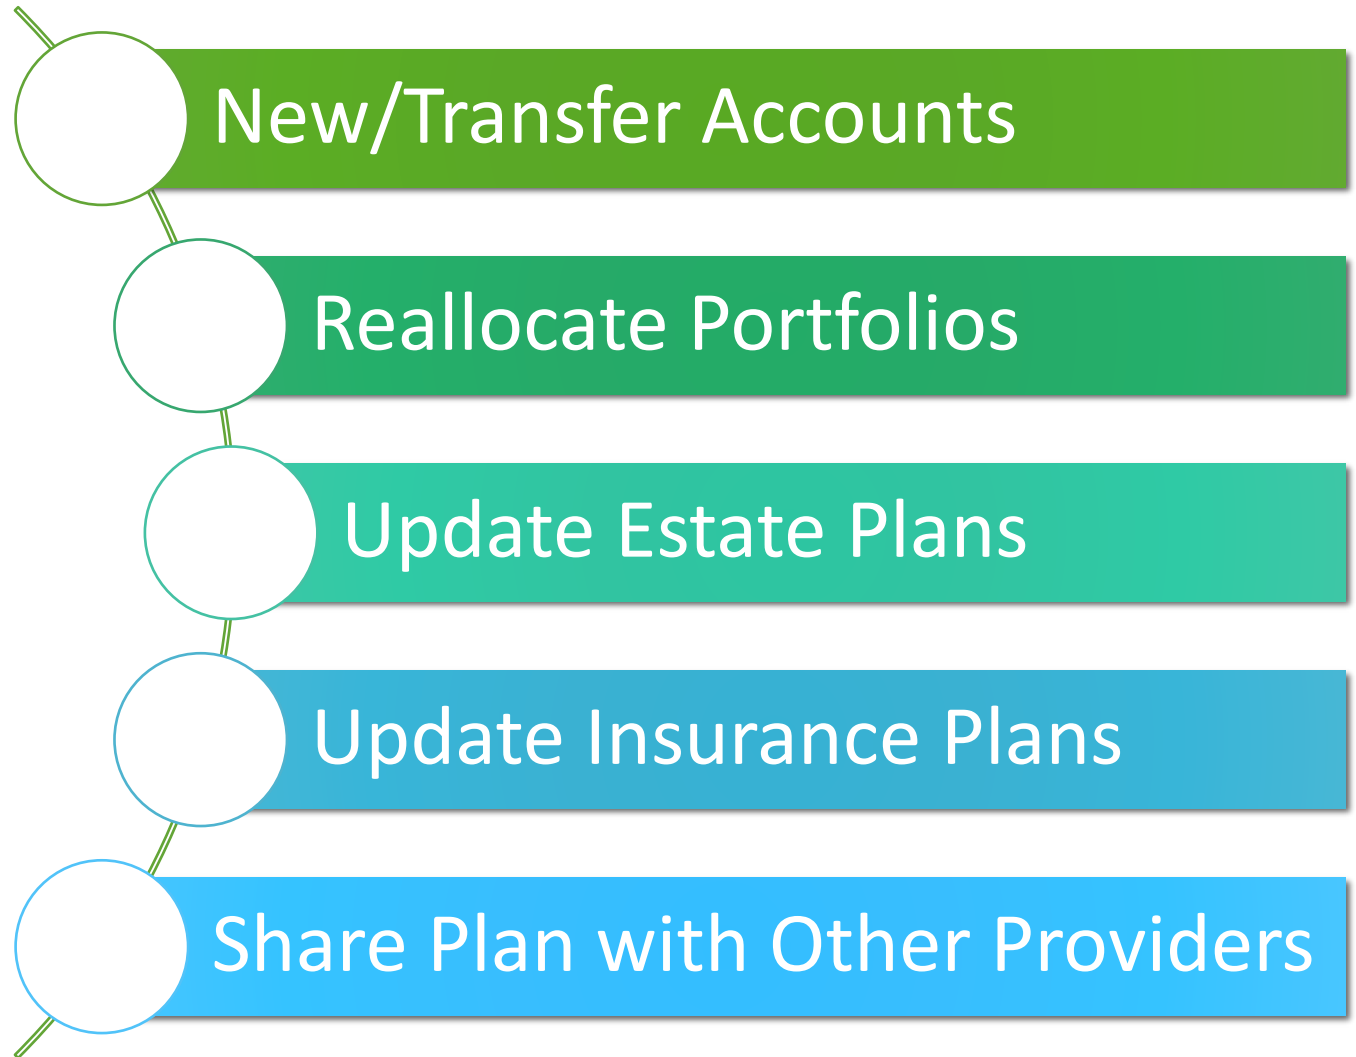 New/Transfer Accounts
Reallocate Portfolios
Update Estate Plans
Update Insurance Plans
Share Plan with Other Providers